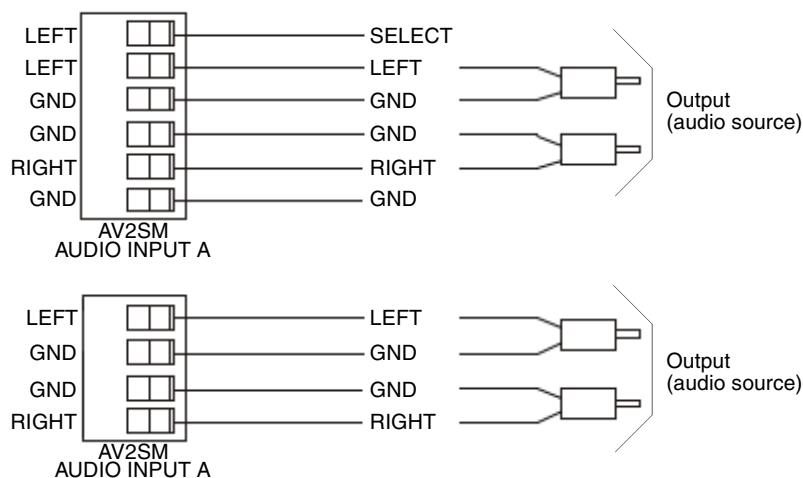 LEFT SELECT
LEFT LEFT
GND GND
GND GND
RIGHT RIGHT
GND GND
Output
(audio source)
AV2SM
AUDIO INPUT A
LEFT LEFT
GND GND
GND GND
RIGHT RIGHT
Output
(audio source)
AV2SM
AUDIO INPUT A